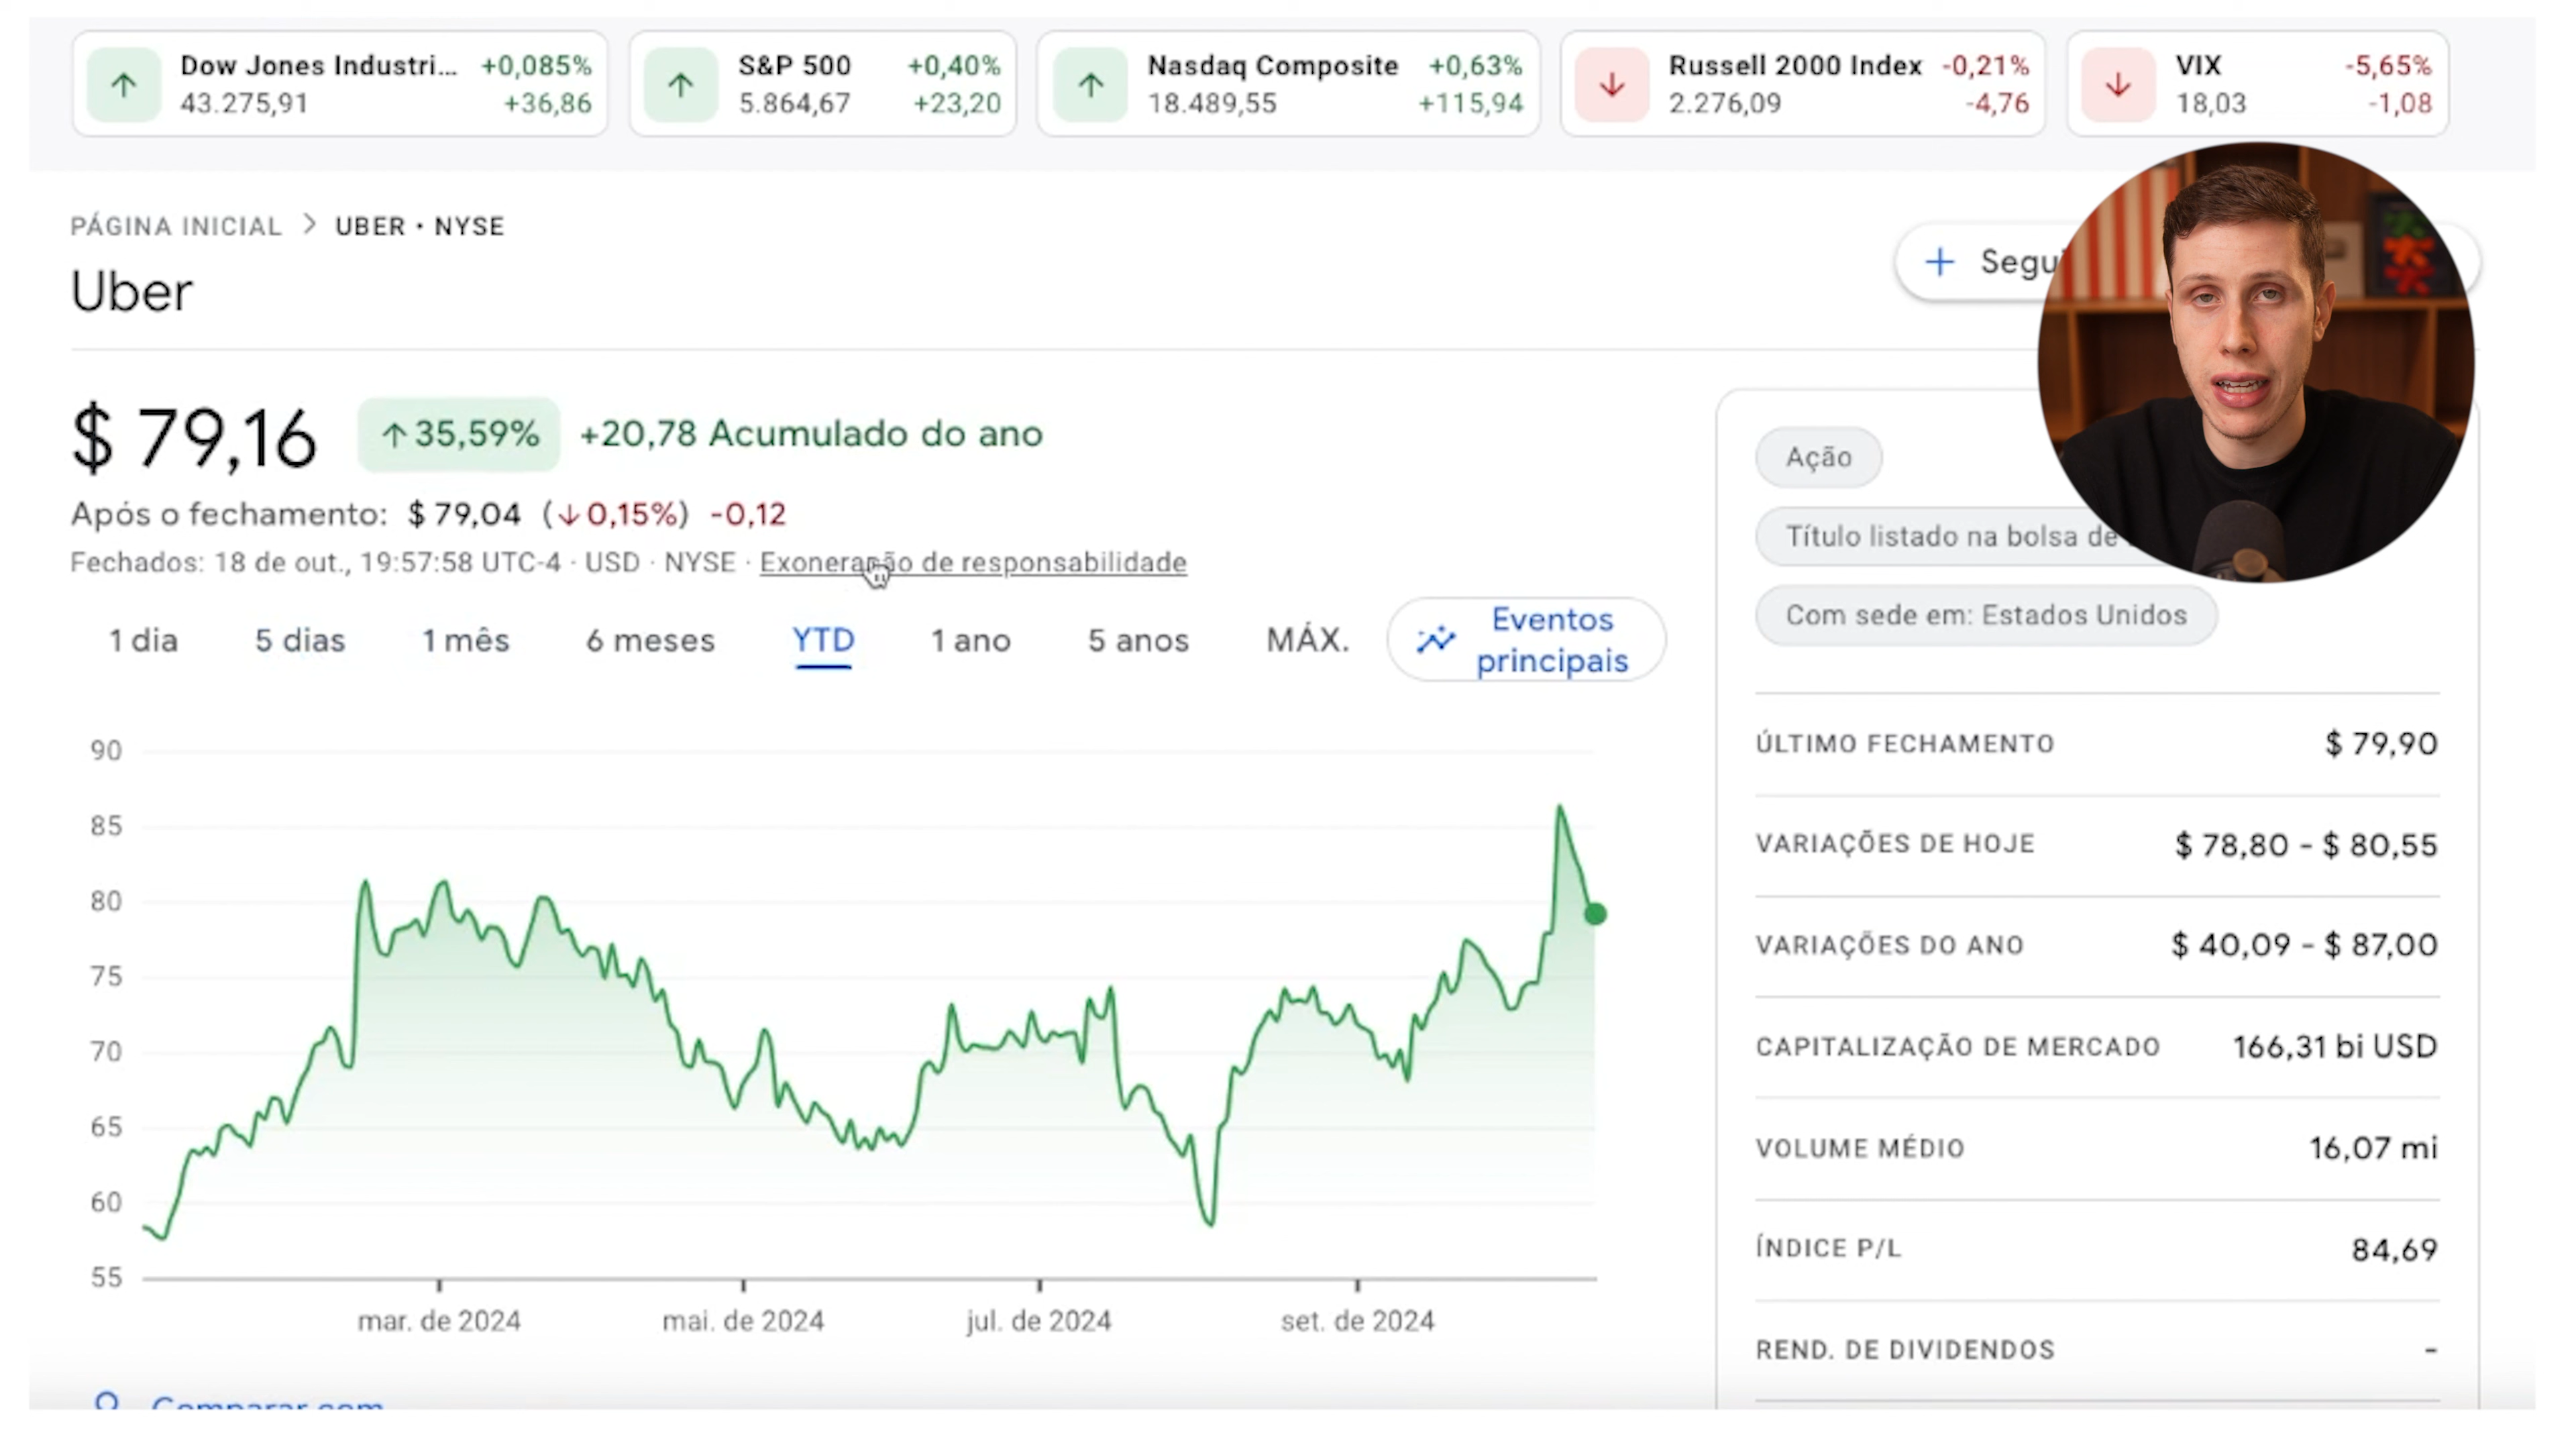 Dow Jones Industri... +0,085%
43.275,91 +36,86
S&P 500 +0,40%
5.864,67 +23,20
Nasdaq Composite +0,63%
18.489,55 +115,94
Russell 2000 Index -0,21%
2.276,09 -4,76
VIX -5,65%
18,03 -1,08
PÁGINA INICIAL > UBER • NYSE
Uber
+ Segui
$ 79,16 ↑35,59% +20,78 Acumulado do ano
Após o fechamento: $ 79,04 (↓0,15%) -0,12
Fechados: 18 de out., 19:57:58 UTC-4 · USD · NYSE · Exoneração de responsabilidade
1 dia 5 dias 1 mês 6 meses YTD 1 ano 5 anos MÁX.
Eventos
principais
90
85
80
75
70
65
60
55
mar. de 2024 mai. de 2024 jul. de 2024 set. de 2024
Comparar com
Ação
Título listado na bolsa de
Com sede em: Estados Unidos
ÚLTIMO FECHAMENTO $ 79,90
VARIAÇÕES DE HOJE $ 78,80 - $ 80,55
VARIAÇÕES DO ANO $ 40,09 - $ 87,00
CAPITALIZAÇÃO DE MERCADO 166,31 bi USD
VOLUME MÉDIO 16,07 mi
ÍNDICE P/L 84,69
REND. DE DIVIDENDOS -